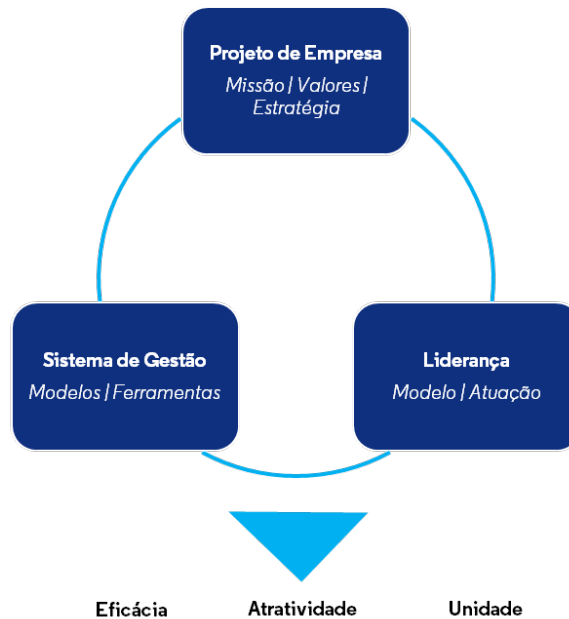 Projeto de Empresa
Missão | Valores |
Estratégia
Sistema de Gestão
Modelos | Ferramentas
Liderança
Modelo | Atuação
Eficácia
Atratividade
Unidade